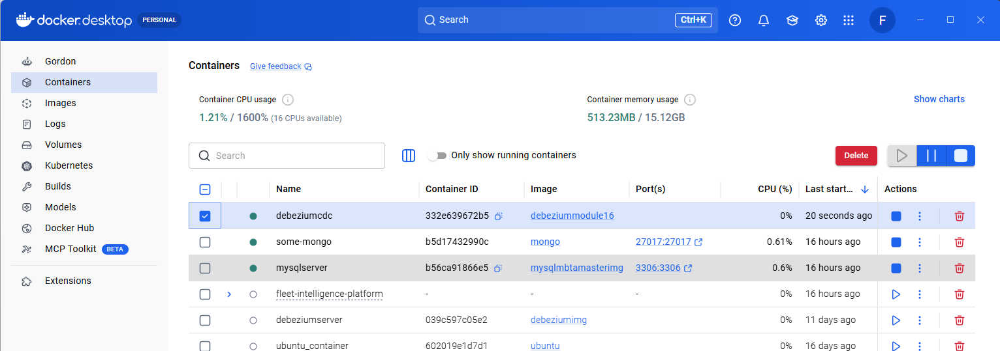 docker.desktop PERSONAL Search Ctrl+K F
Gordon
Containers
Images
Logs
Volumes
Kubernetes
Builds
Models
Docker Hub
MCP Toolkit BETA
Extensions
Containers Give feedback
Container CPU usage
1.21% / 1600% (16 CPUs available)
Container memory usage
513.23MB / 15.12GB
Show charts
Search
Only show running containers
Delete
Name Container ID Image Port(s) CPU (%) Last start... Actions
debeziumcdc 332e639672b5 debeziummodule16 0% 20 seconds ago
some-mongo b5d17432990c mongo 27017:27017 0.61% 16 hours ago
mysqlserver b56ca91866e5 mysqlmbtamasterimg 3306:3306 0.6% 16 hours ago
fleet-intelligence-platform - - - 0% 16 hours ago
debeziumserver 039c597c05e2 debeziumimg 0% 11 days ago
ubuntu_container 602019e1d7d1 ubuntu 0% 16 days ago